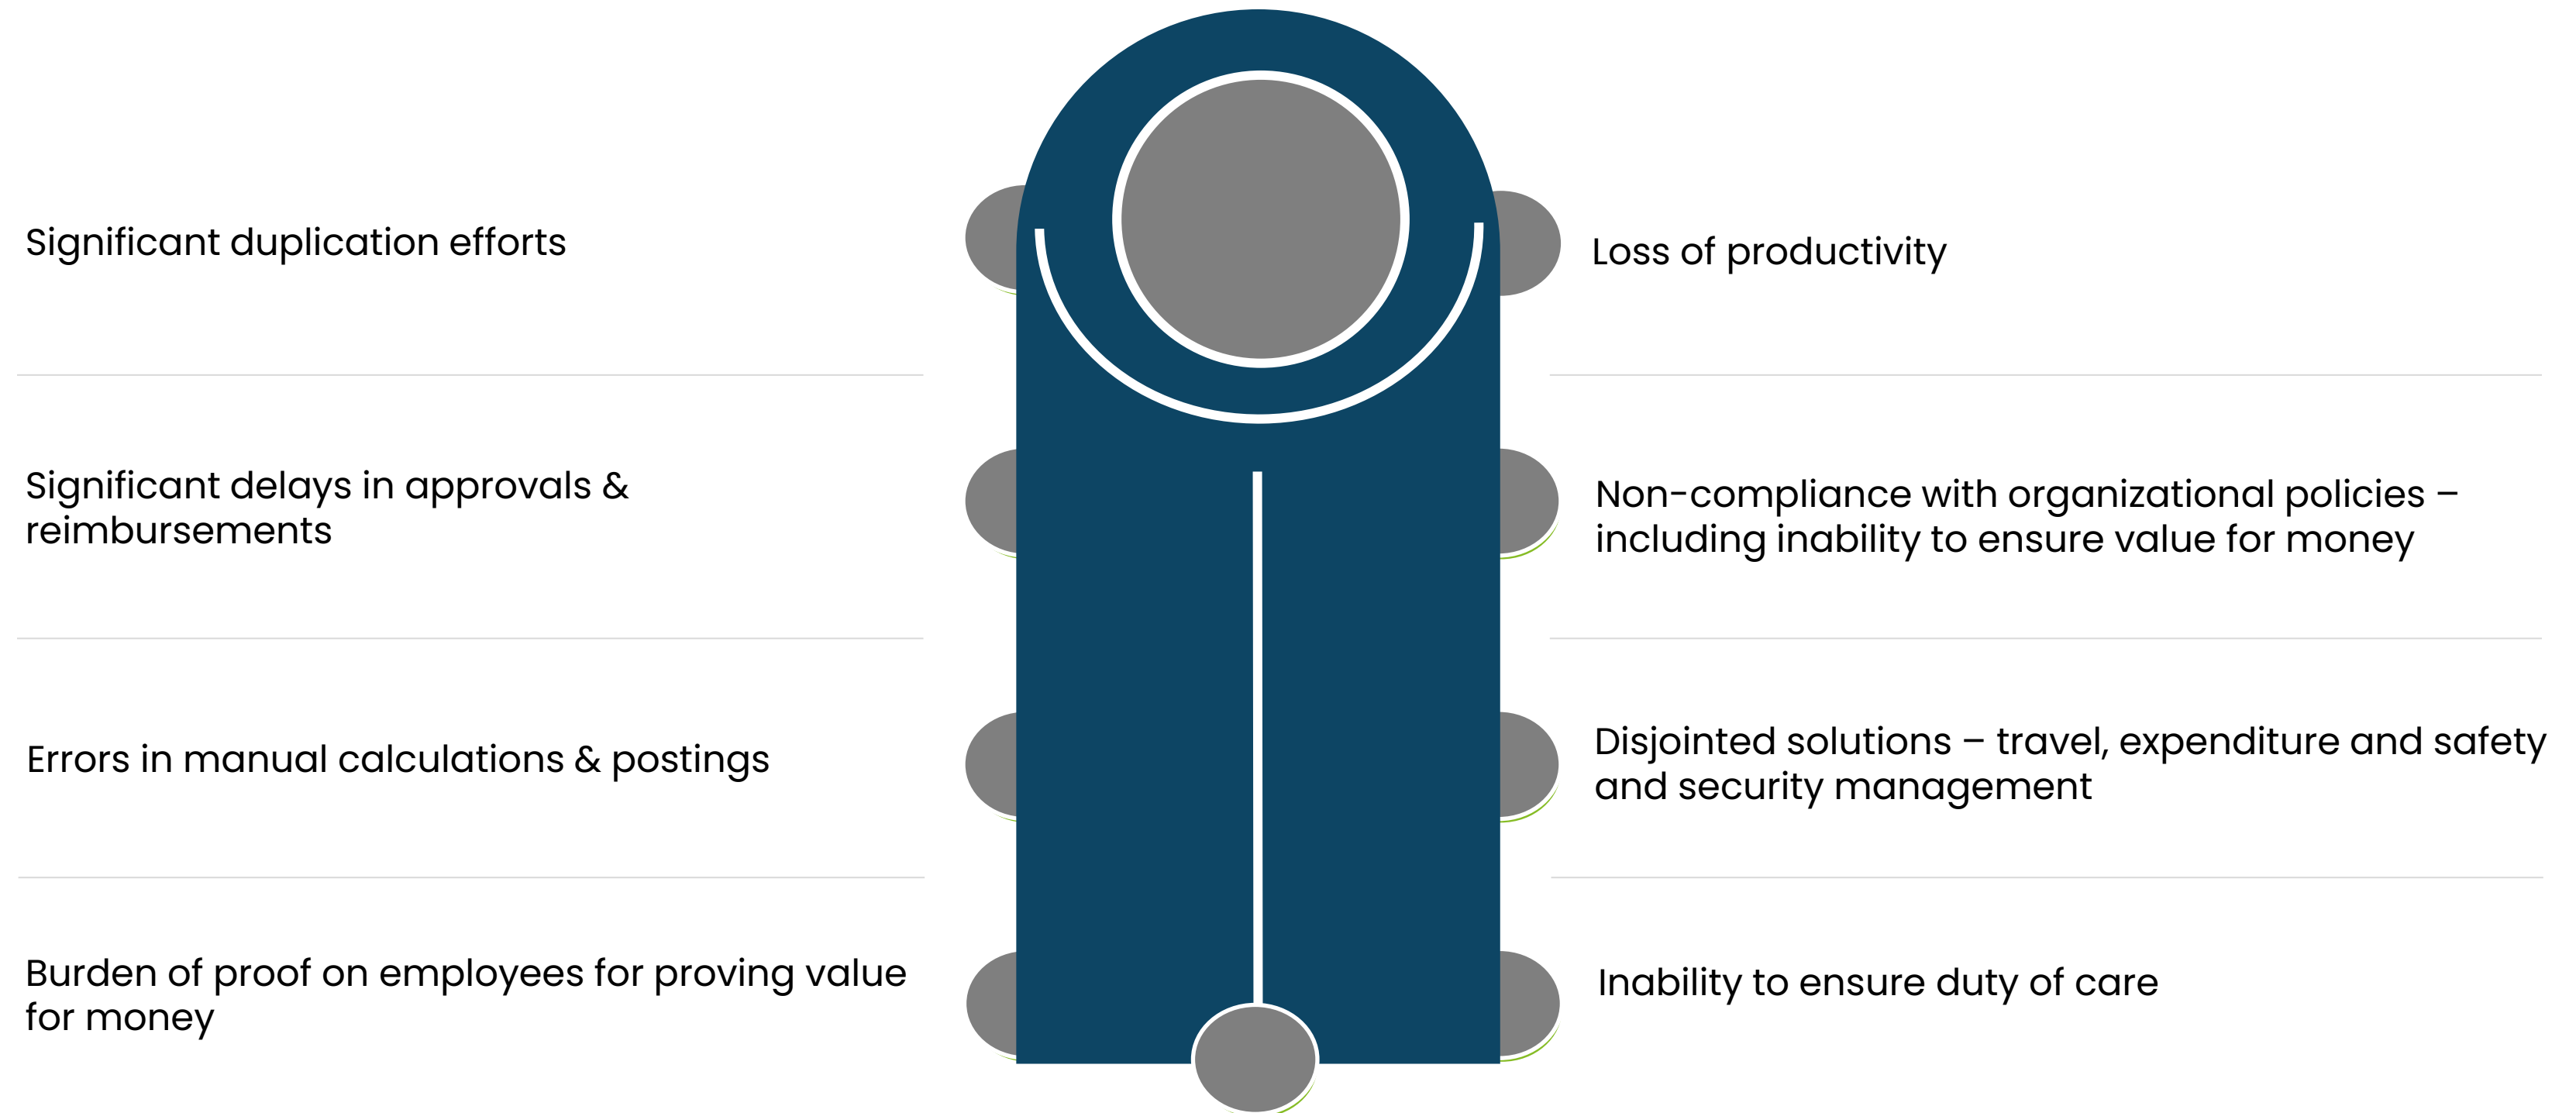 Significant duplication efforts
Significant delays in approvals &
reimbursements
Errors in manual calculations & postings
Burden of proof on employees for proving value
for money
Loss of productivity
Non-compliance with organizational policies –
including inability to ensure value for money
Disjointed solutions – travel, expenditure and safety
and security management
Inability to ensure duty of care